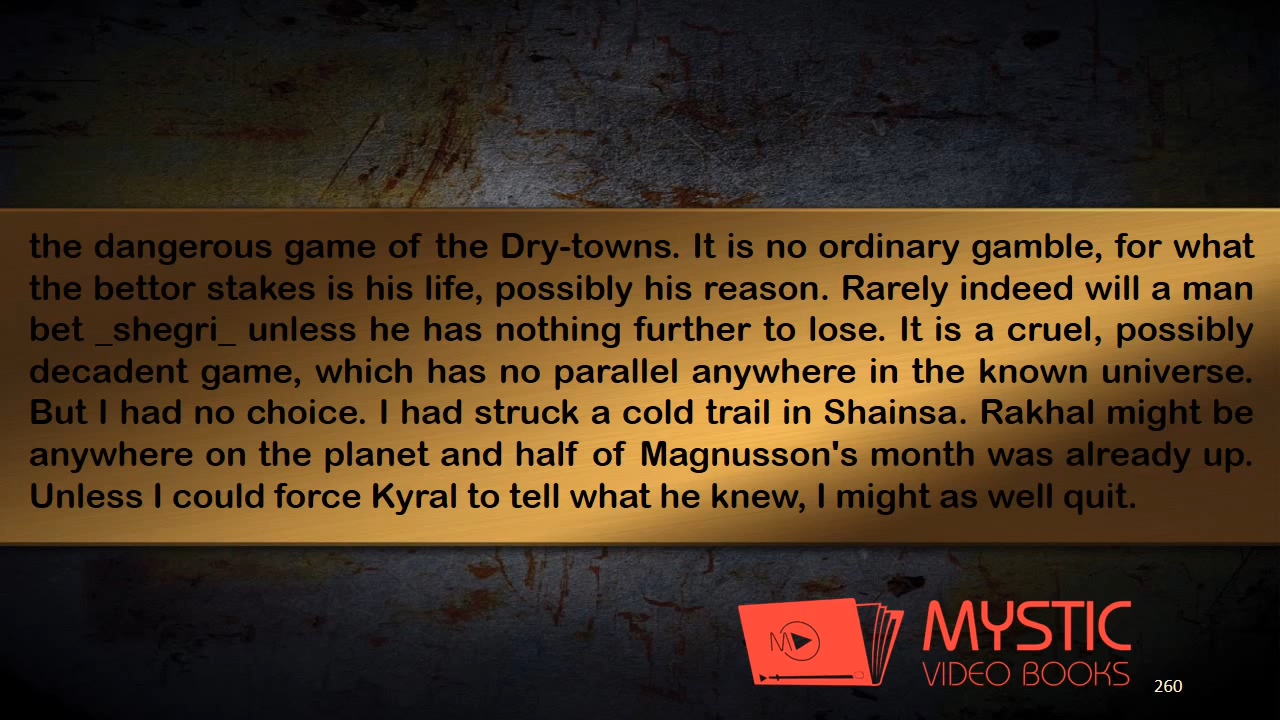 the dangerous game of the Dry-towns. It is no ordinary gamble, for what
the bettor stakes is his life, possibly his reason. Rarely indeed will a man
bet _shegri_ unless he has nothing further to lose. It is a cruel, possibly
decadent game, which has no parallel anywhere in the known universe.
But I had no choice. I had struck a cold trail in Shainsa. Rakhal might be
anywhere on the planet and half of Magnusson's month was already up.
Unless I could force Kyral to tell what he knew, I might as well quit.
M
MYSTIC
VIDEO BOOKS
260